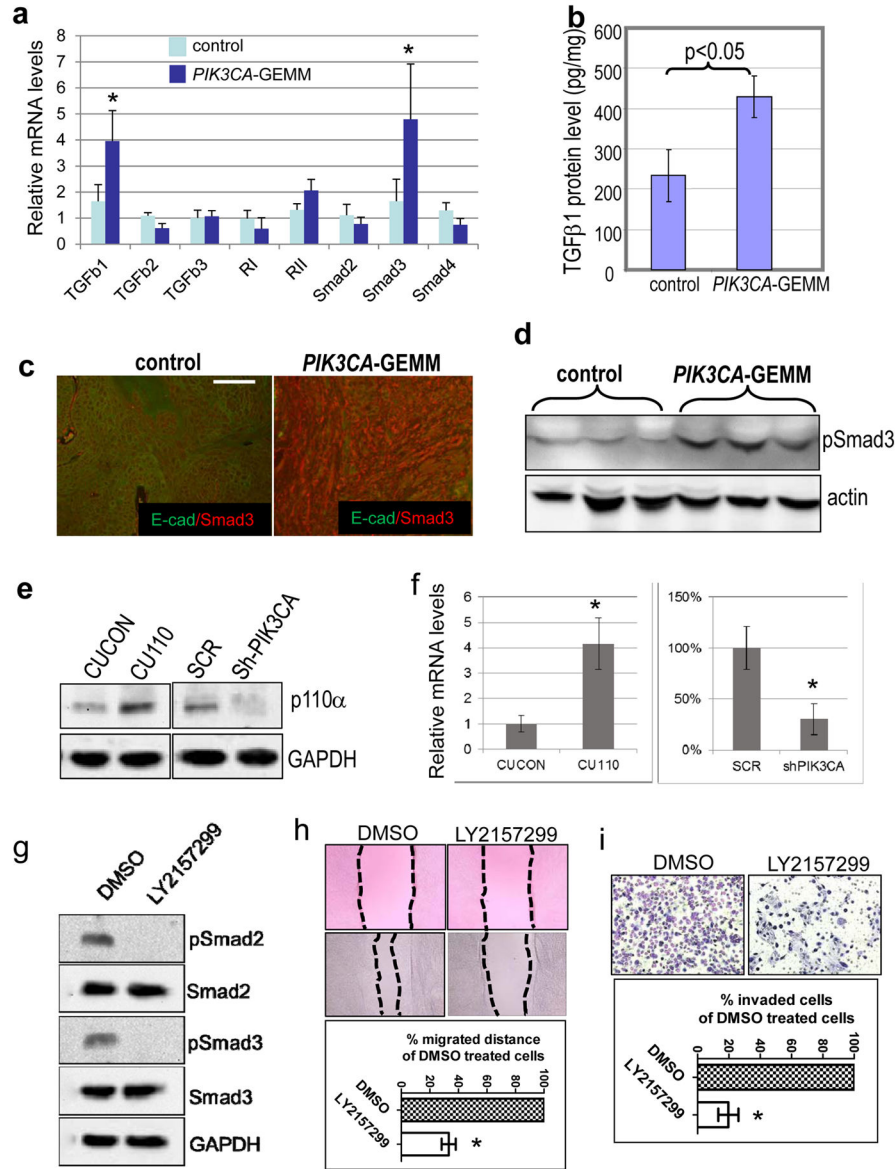 a
Relative mRNA levels
8
7
6
5
4
3
2
1
0
control
PIK3CA-GEMM
*
*
TGFb1
TGFb2
TGFb3
RI
RII
Smad2
Smad3
Smad4
b
TGFβ1 protein level (pg/mg)
600
500
400
300
200
100
0
p<0.05
control
PIK3CA-GEMM
c
control
PIK3CA-GEMM
E-cad/Smad3
E-cad/Smad3
d
control
PIK3CA-GEMM
pSmad3
actin
e
CUCON
CU110
SCR
Sh-PIK3CA
p110α
GAPDH
f
Relative mRNA levels
6
5
4
3
2
1
0
*
CUCON
CU110
150%
100%
50%
0%
*
SCR
shPIK3CA
g
DMSO
LY2157299
pSmad2
Smad2
pSmad3
Smad3
GAPDH
h
DMSO
LY2157299
% migrated distance
of DMSO treated cells
0
20
40
60
80
100
DMSO
LY2157299
*
i
DMSO
LY2157299
% invaded cells
of DMSO treated cells
0
20
40
60
80
100
DMSO
LY2157299
*